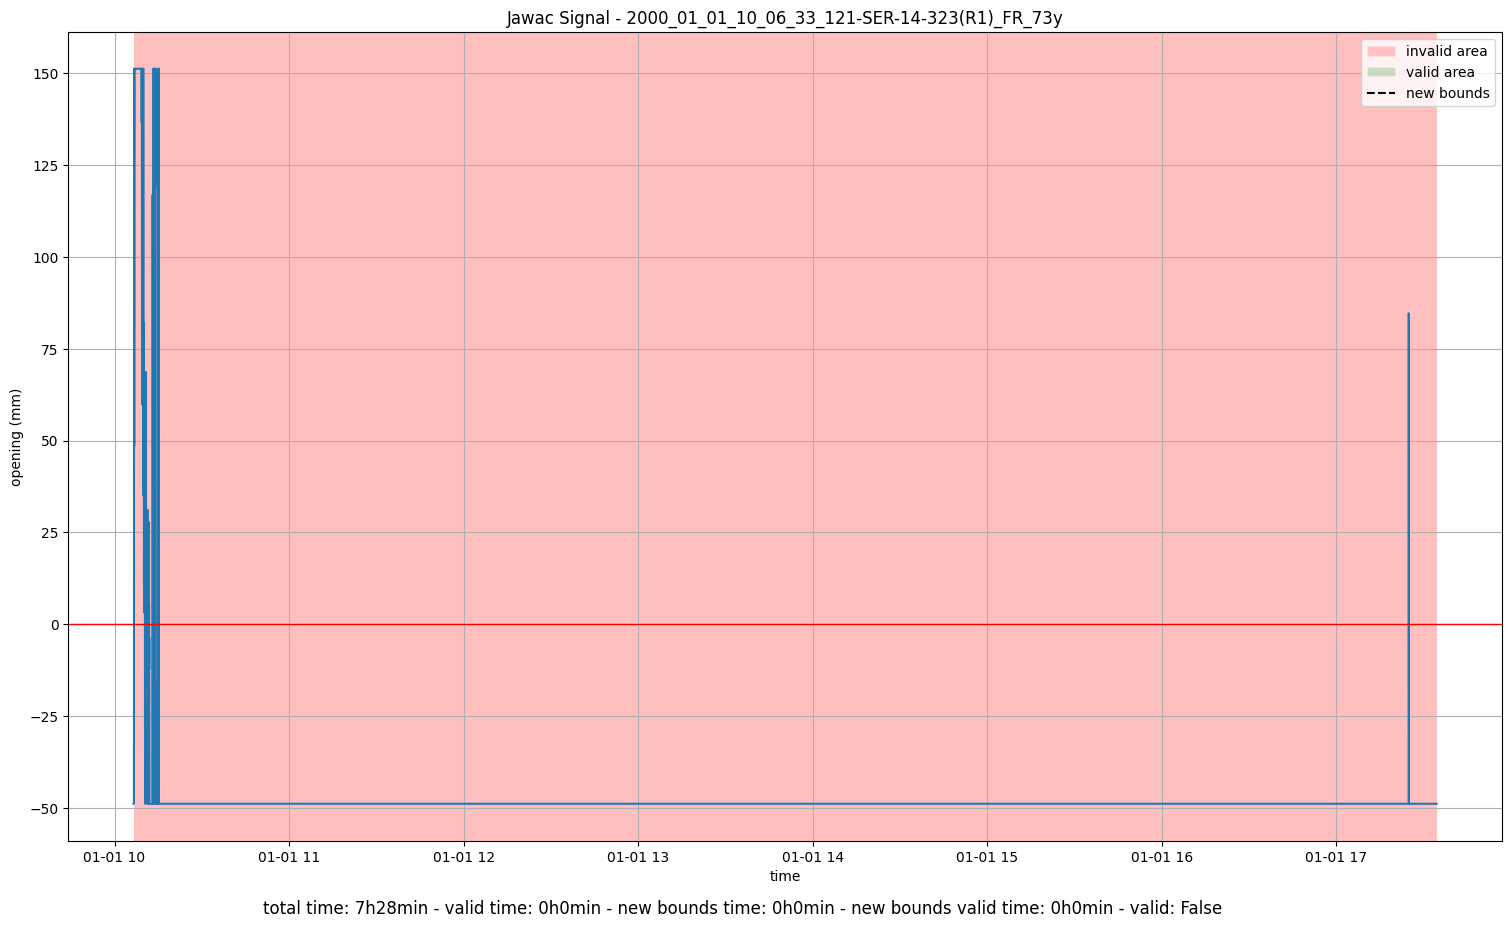 Jawac Signal - 2000_01_01_10_06_33_121-SER-14-323(R1)_FR_73y
invalid area
valid area
new bounds
opening (mm)
150
125
100
75
50
25
0
−25
−50
01-01 10
01-01 11
01-01 12
01-01 13
01-01 14
01-01 15
01-01 16
01-01 17
time
total time: 7h28min - valid time: 0h0min - new bounds time: 0h0min - new bounds valid time: 0h0min - valid: False